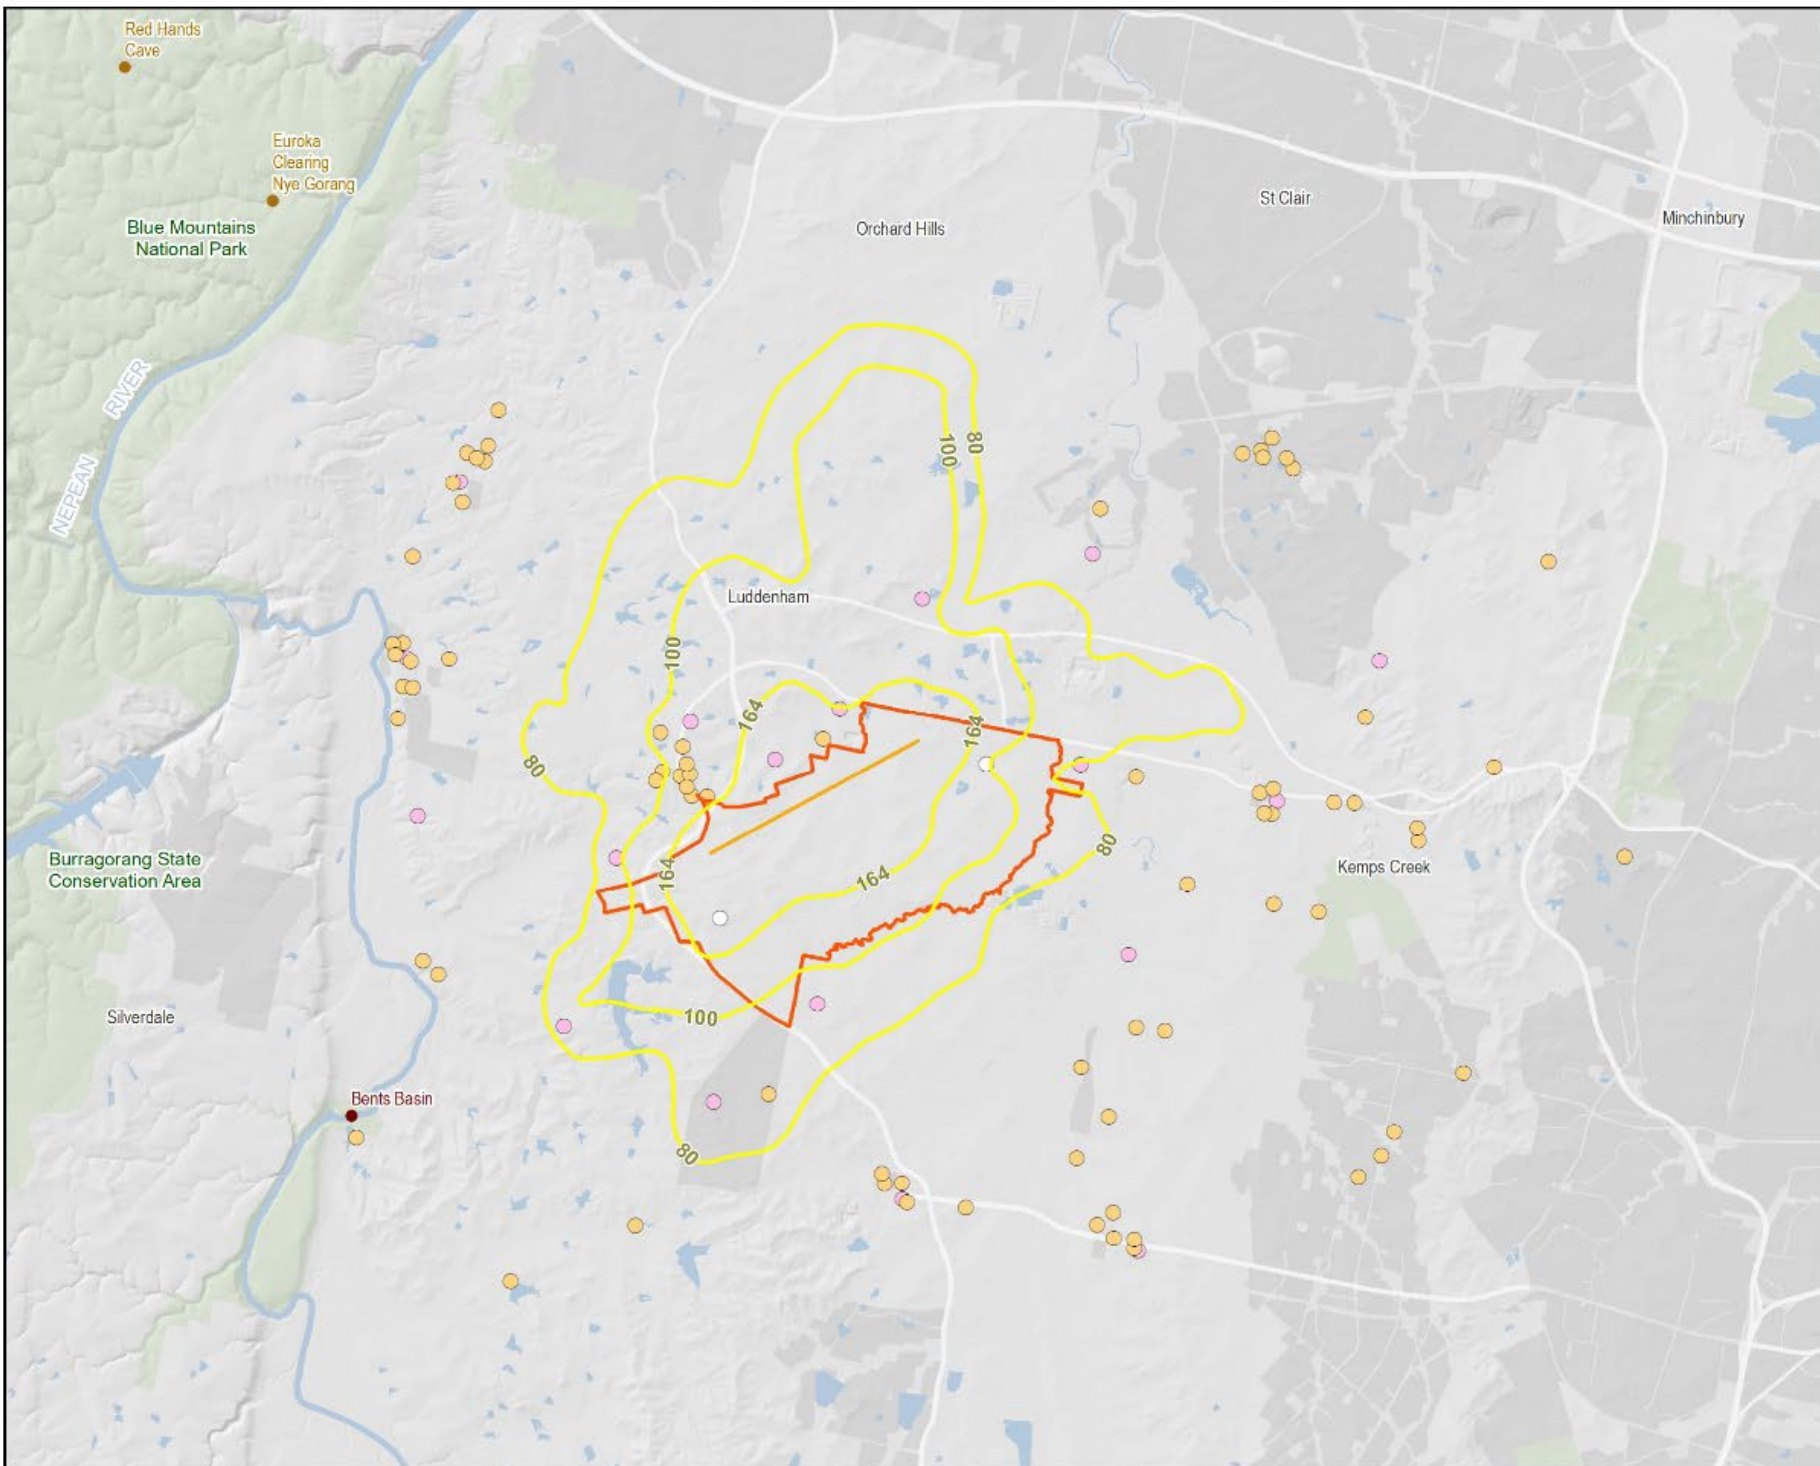 Red Hands
Cave
Euroka
Clearing
Nye Gorang
Blue Mountains
National Park
St Clair
Minchinbury
Orchard Hills
NEPEAN RIVER
100
80
Luddenham
100
164
164
80
80
164
164
Burragorang State
Conservation Area
Kemps Creek
Silverdale
100
Bents Basin
80